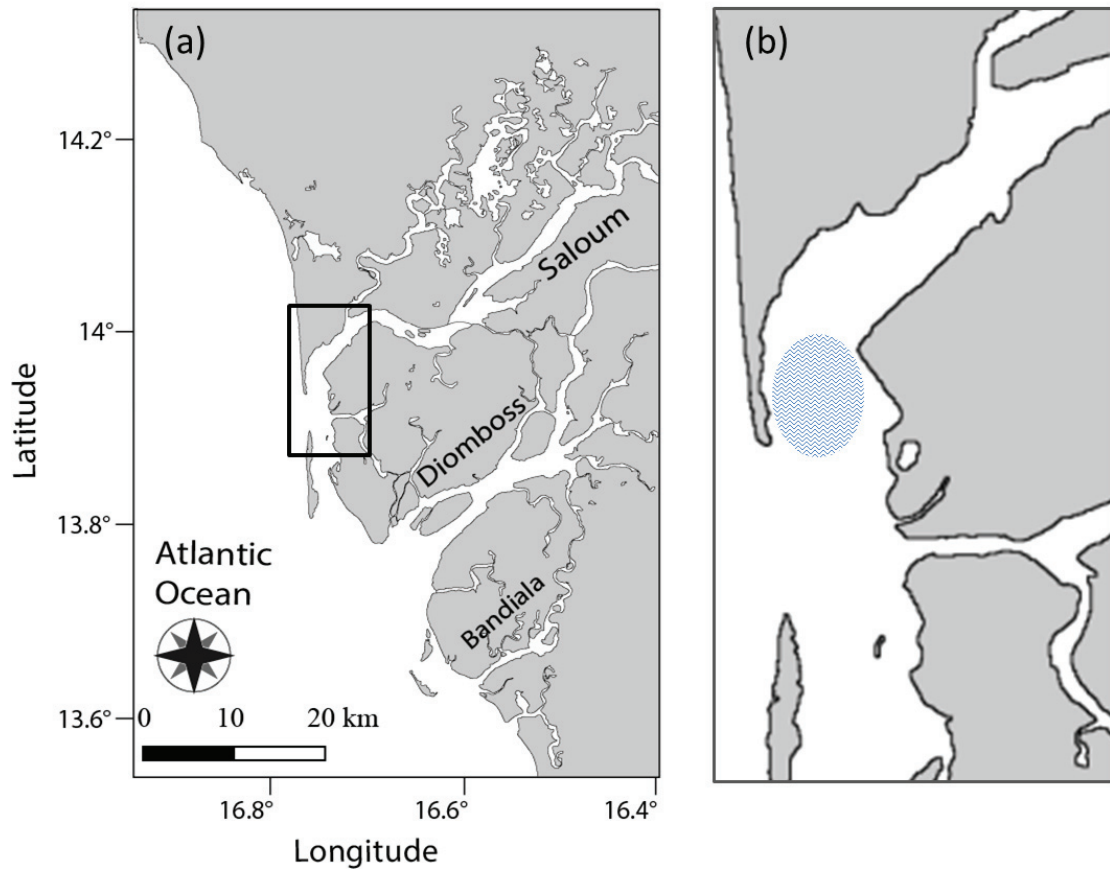 (a)
(b)
14.2°
Saloum
14°
Latitude
Diomboss
13.8°
Atlantic
Ocean
Bandiala
0 10 20 km
13.6°
16.8° 16.6° 16.4°
Longitude